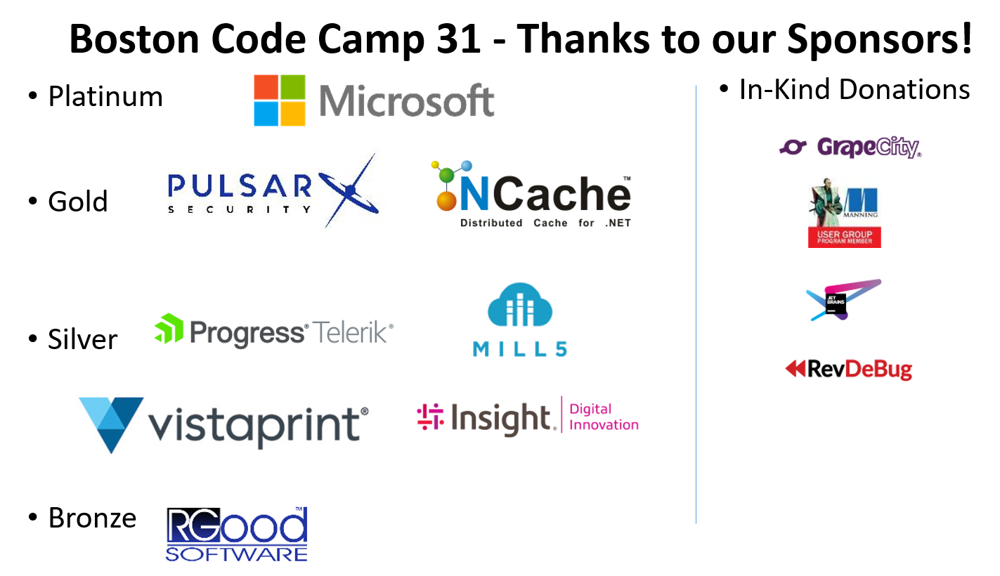 Boston Code Camp 31 - Thanks to our Sponsors!
• Platinum
Microsoft
• Gold
PULSAR
SECURITY
NCache™
Distributed Cache for .NET
• Silver
Progress® Telerik®
MILL5
vistaprint®
Insight®
Digital
Innovation
• Bronze
RGood™
SOFTWARE
• In-Kind Donations
GrapeCity®
MANNING
USER GROUP
PROGRAM MEMBER
JET
BRAINS
RevDeBug